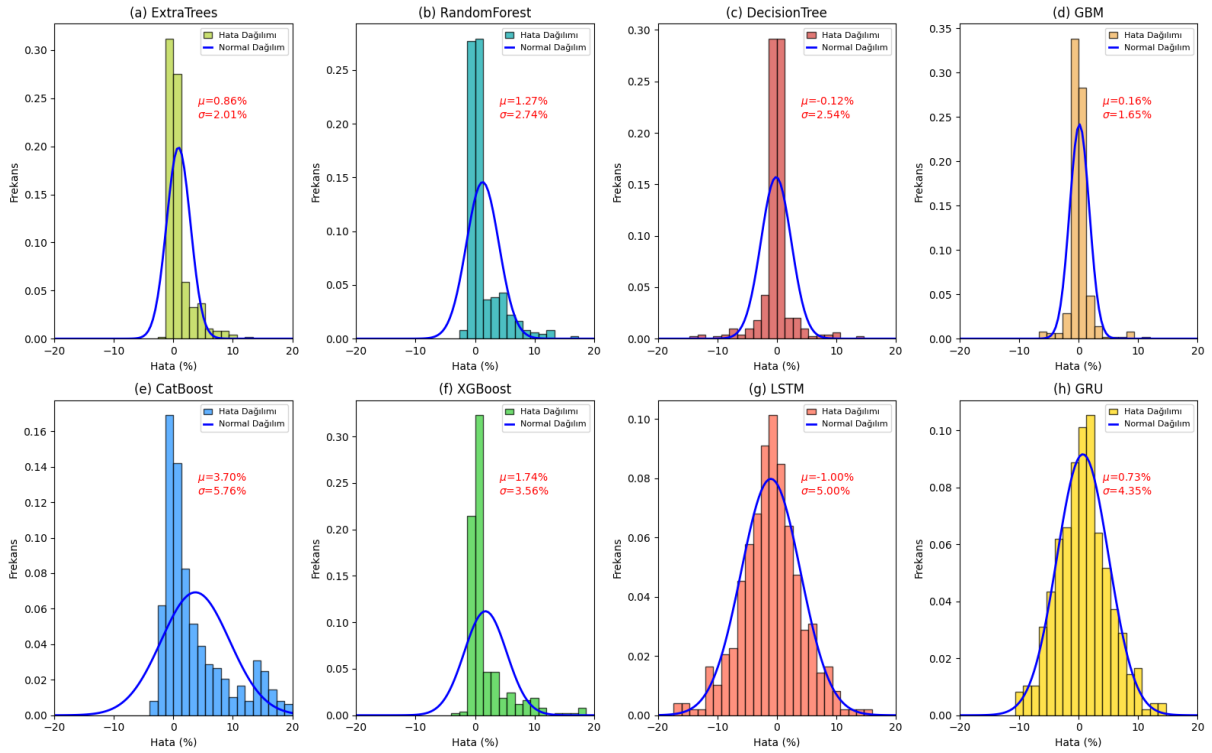 (a) ExtraTrees
Hata Dağılımı
Normal Dağılım
μ=0.86%
σ=2.01%
Frekans
0.30
0.25
0.20
0.15
0.10
0.05
0.00
−20 −10 0 10 20
Hata (%)
(b) RandomForest
Hata Dağılımı
Normal Dağılım
μ=1.27%
σ=2.74%
Frekans
0.25
0.20
0.15
0.10
0.05
0.00
−20 −10 0 10 20
Hata (%)
(c) DecisionTree
Hata Dağılımı
Normal Dağılım
μ=-0.12%
σ=2.54%
Frekans
0.30
0.25
0.20
0.15
0.10
0.05
0.00
−20 −10 0 10 20
Hata (%)
(d) GBM
Hata Dağılımı
Normal Dağılım
μ=0.16%
σ=1.65%
Frekans
0.35
0.30
0.25
0.20
0.15
0.10
0.05
0.00
−20 −10 0 10 20
Hata (%)
(e) CatBoost
Hata Dağılımı
Normal Dağılım
μ=3.70%
σ=5.76%
Frekans
0.16
0.14
0.12
0.10
0.08
0.06
0.04
0.02
0.00
−20 −10 0 10 20
Hata (%)
(f) XGBoost
Hata Dağılımı
Normal Dağılım
μ=1.74%
σ=3.56%
Frekans
0.30
0.25
0.20
0.15
0.10
0.05
0.00
−20 −10 0 10 20
Hata (%)
(g) LSTM
Hata Dağılımı
Normal Dağılım
μ=-1.00%
σ=5.00%
Frekans
0.10
0.08
0.06
0.04
0.02
0.00
−20 −10 0 10 20
Hata (%)
(h) GRU
Hata Dağılımı
Normal Dağılım
μ=0.73%
σ=4.35%
Frekans
0.10
0.08
0.06
0.04
0.02
0.00
−20 −10 0 10 20
Hata (%)